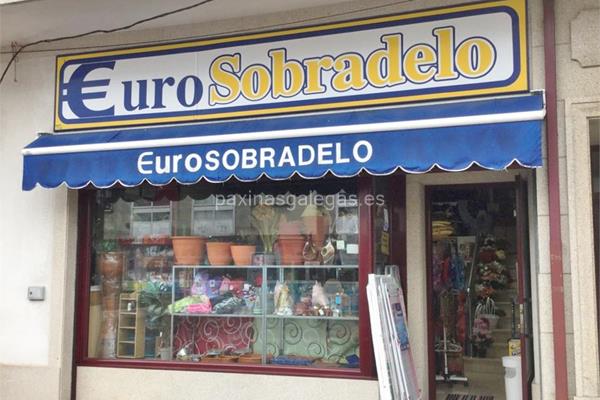 €uro Sobradelo
€uroSOBRADELO
paxinasgalegas.es